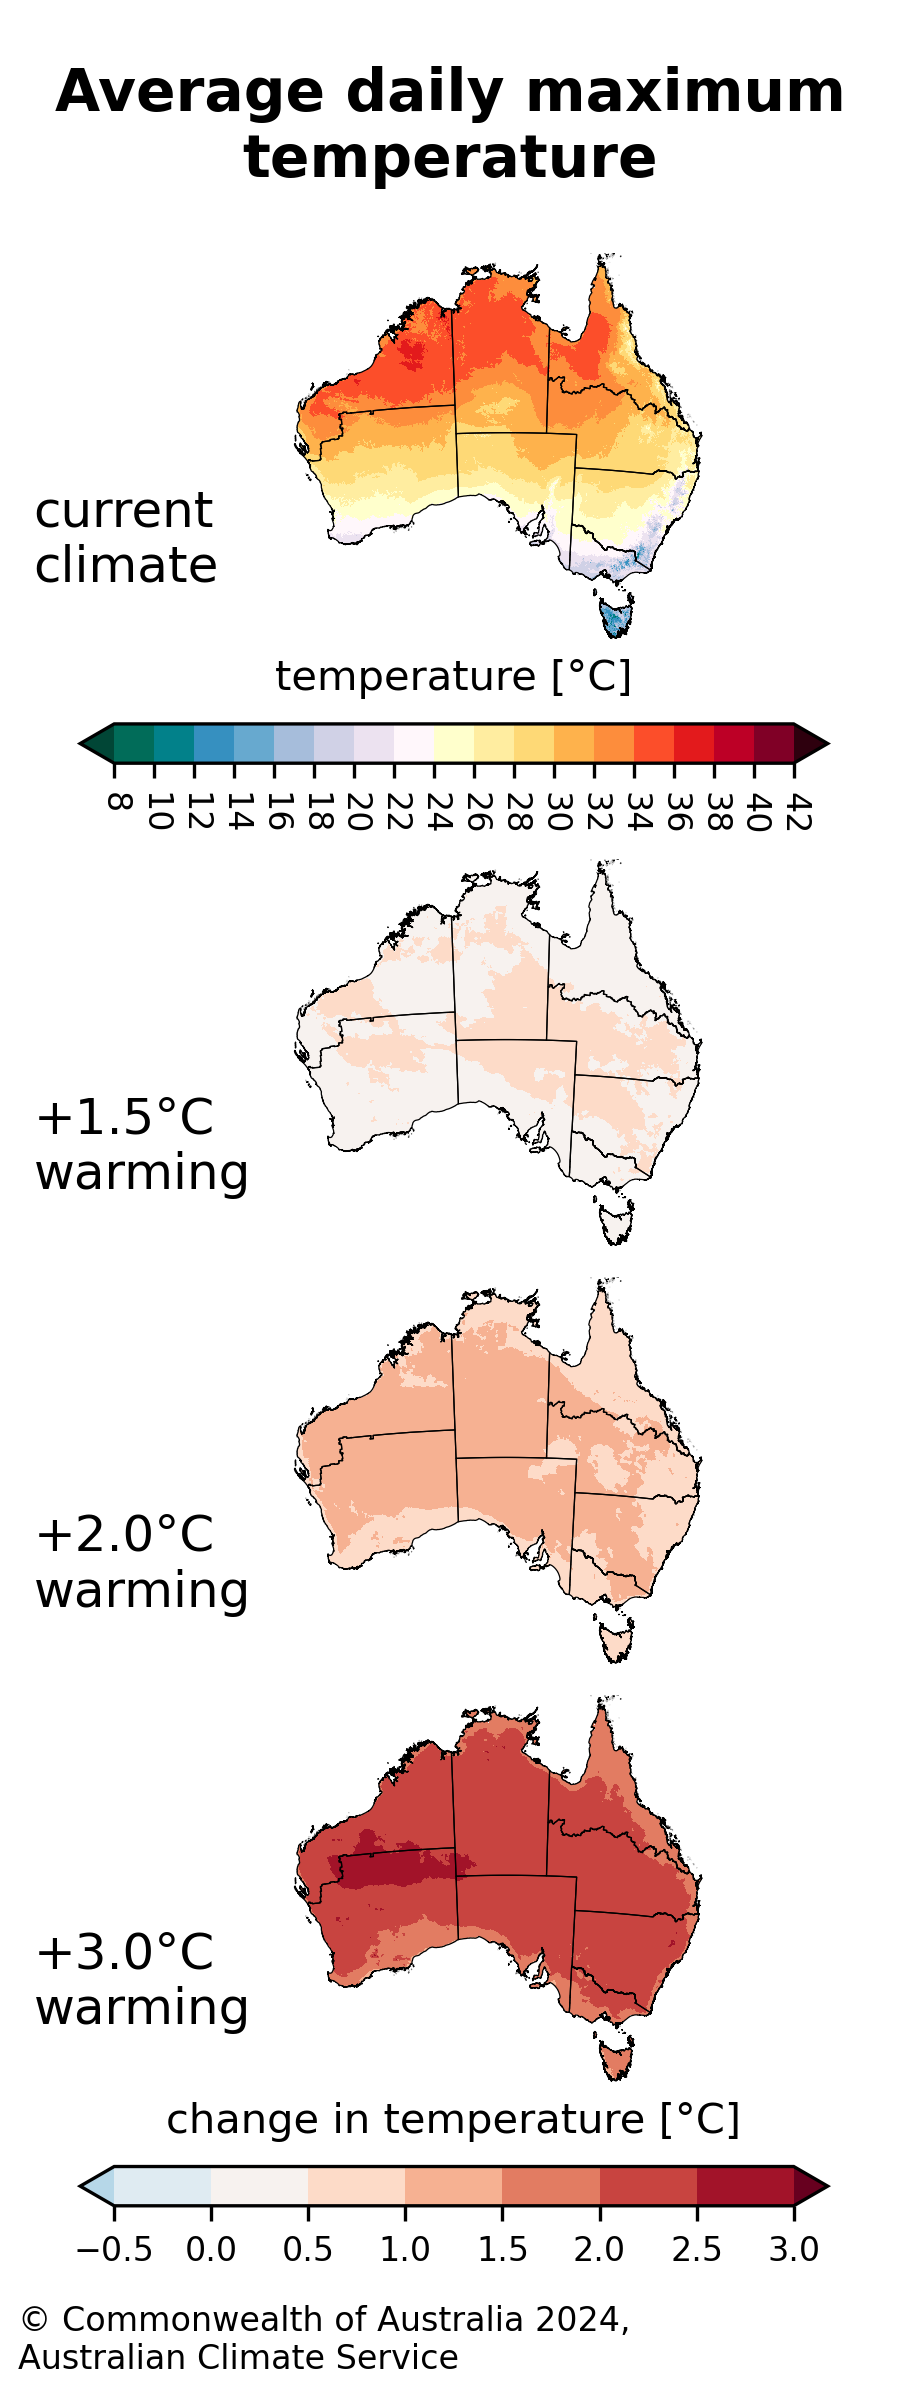 Average daily maximum
temperature
current
climate
temperature [°C]
8 10 12 14 16 18 20 22 24 26 28 30 32 34 36 38 40 42
+1.5°C
warming
+2.0°C
warming
+3.0°C
warming
change in temperature [°C]
−0.5 0.0 0.5 1.0 1.5 2.0 2.5 3.0
© Commonwealth of Australia 2024,
Australian Climate Service